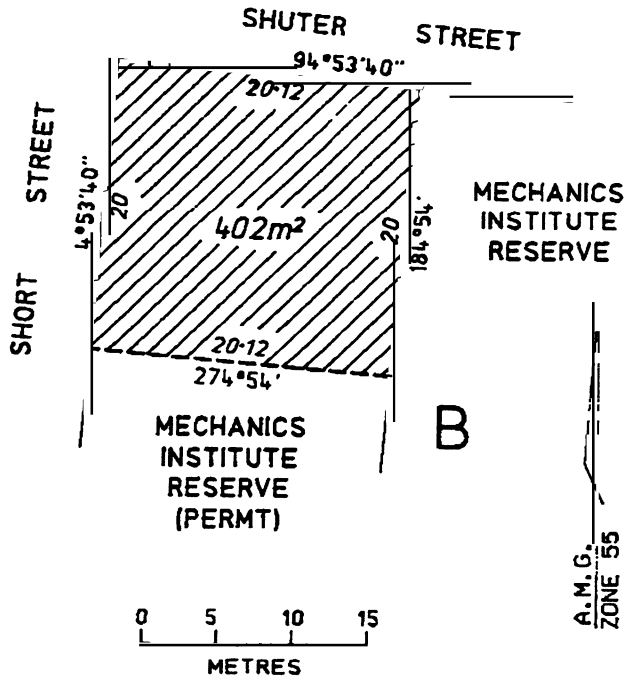 SHUTER STREET
94°53'40"
20·12
SHORT STREET
4°53'40"
20
402m²
20
184°54'
MECHANICS
INSTITUTE
RESERVE
20·12
274°54'
MECHANICS
INSTITUTE
RESERVE
(PERMT)
B
A.M.G.
ZONE 55
0 5 10 15
METRES